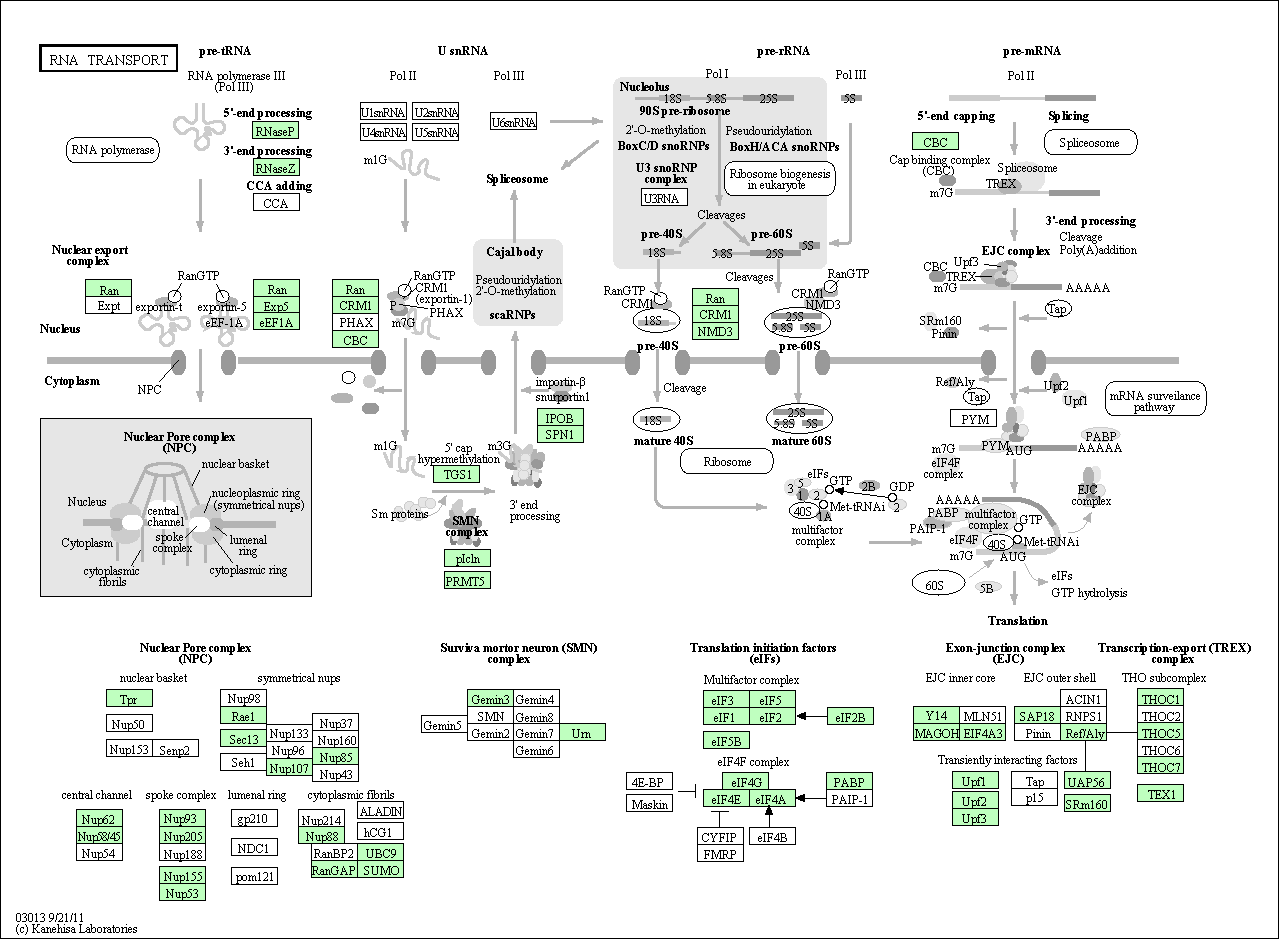 RNA TRANSPORT
pre-tRNA
U snRNA
pre-rRNA
pre-mRNA
RNA polymerase III
(Pol III)
Pol II
Pol III
Pol I
Pol III
Pol II
Nucleolus
18S
5.8S
25S
5S
90S pre-ribosome
5'-end processing
RNaseP
3'-end processing
RNaseZ
CCA adding
CCA
RNA polymerase
U1snRNA
U2snRNA
U4snRNA
U5snRNA
U6snRNA
m1G
Spliceosome
2'-O-methylation
BoxC/D snoRNPs
Pseudouridylation
BoxH/ACA snoRNPs
U3 snoRNP
complex
U3RNA
Ribosome biogenesis
in eukaryote
Cleavages
pre-40S
pre-60S
18S
5.8S
25S
5S
5'-end capping
Splicing
CBC
Spliceosome
Cap binding complex
(CBC)
Spliceosome
TREX
m7G
3'-end processing
Cleavage
Poly(A)addition
EJC complex
CBC
Upf3
TREX
m7G
AAAAA
Tap
SRm160
Pinin
Nuclear export
complex
Ran
Expt
RanGTP
exportin-t
exportin-5
eEF-1A
Ran
Exp5
eEF1A
Nucleus
Ran
CRM1
PHAX
CBC
RanGTP
CRM1
(exportin-1)
P
PHAX
m7G
Cajal body
Pseudouridylation
2'-O-methylation
scaRNPs
Cleavages
RanGTP
CRM1
18S
Ran
CRM1
NMD3
RanGTP
CRM1
NMD3
25S
5.8S
5S
pre-40S
pre-60S
Cytoplasm
NPC
importin-β
snurportin1
IPOB
SPN1
Cleavage
18S
mature 40S
25S
5.8S
5S
mature 60S
Ribosome
Ref/Aly
Tap
Upf2
Upf1
mRNA surveilance
pathway
PYM
PYM
AUG
PABP
m7G
AAAAA
eIF4F
complex
Nuclear Pore complex
(NPC)
nuclear basket
Nucleus
nucleoplasmic ring
(symmetrical nups)
central
channel
spoke
complex
Cytoplasm
lumenal
ring
cytoplasmic
fibrils
cytoplasmic ring
m1G
5' cap
hypermethylation
TGS1
m3G
Sm proteins
SMN
complex
3' end
processing
pIcln
PRMT5
eIFs
3
5
1
2
GTP
2B
GDP
2
40S
1A
Met-tRNAi
multifactor
complex
AAAAA
PABP
PAIP-1
multifactor
complex
GTP
eIF4F
40S
Met-tRNAi
m7G
AUG
EJC
complex
60S
5B
eIFs
GTP hydrolysis
Translation
Nuclear Pore complex
(NPC)
nuclear basket
symmetrical nups
Tpr
Nup50
Nup153
Senp2
Nup98
Rae1
Sec13
Seh1
Nup133
Nup96
Nup107
Nup37
Nup160
Nup85
Nup43
central channel
spoke complex
lumenal ring
cytoplasmic fibrils
Nup62
Nup58/45
Nup54
Nup93
Nup205
Nup188
Nup155
Nup53
gp210
NDC1
pom121
Nup214
Nup88
ALADIN
hCG1
RanBP2
UBC9
RanGAP
SUMO
Surviva mortor neuron (SMN)
complex
Gemin3
Gemin4
Gemin5
SMN
Gemin8
Gemin2
Gemin7
Urn
Gemin6
Translation initiation factors
(eIFs)
Multifactor complex
eIF3
eIF5
eIF1
eIF2
eIF2B
eIF5B
eIF4F complex
4E-BP
Maskin
eIF4G
eIF4E
eIF4A
PABP
PAIP-1
CYFIP
FMRP
eIF4B
Exon-junction complex
(EJC)
EJC inner core
EJC outer shell
Y14
MLN51
MAGOH
EIF4A3
ACIN1
SAP18
RNPS1
Pinin
Ref/Aly
Transiently interacting factors
Upf1
Upf2
Upf3
Tap
p15
UAP56
SRm160
Transcription-export (TREX)
complex
THO subcomplex
THOC1
THOC2
THOC5
THOC6
THOC7
TEX1
03013 9/21/11
(c) Kanehisa Laboratories